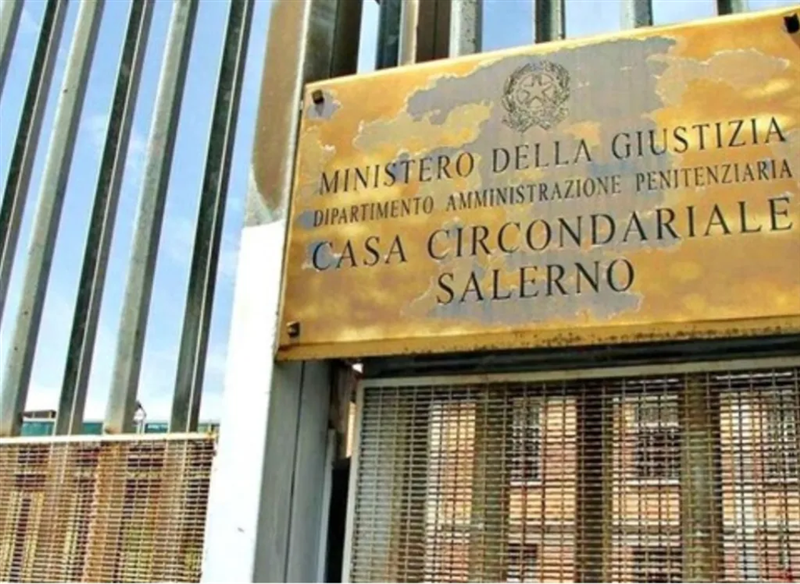 MINISTERO DELLA GIUSTIZIA
DIPARTIMENTO AMMINISTRAZIONE PENITENZIARIA
CASA CIRCONDARIALE
SALERNO